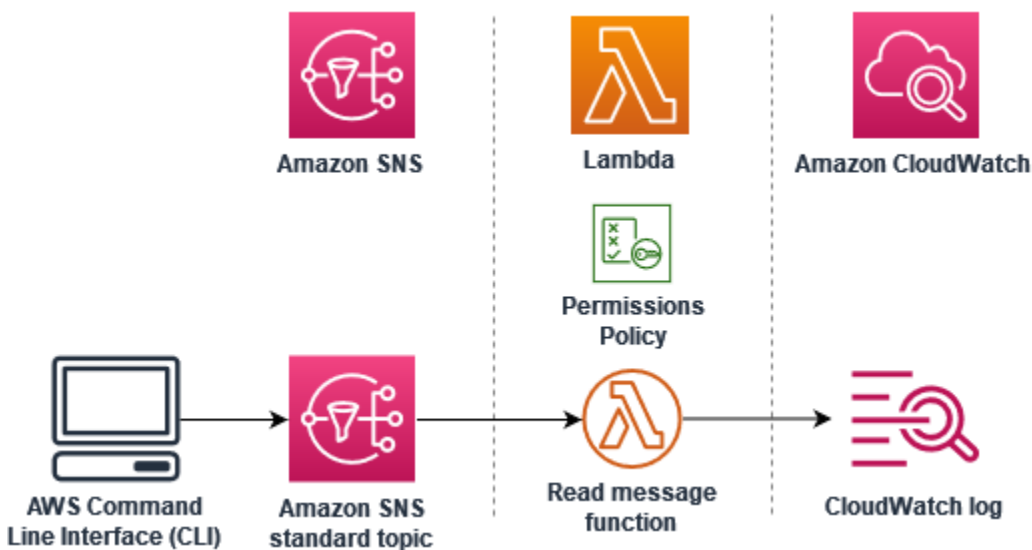 Amazon SNS
Lambda
Amazon CloudWatch
Permissions
Policy
AWS Command
Line Interface (CLI)
Amazon SNS
standard topic
Read message
function
CloudWatch log